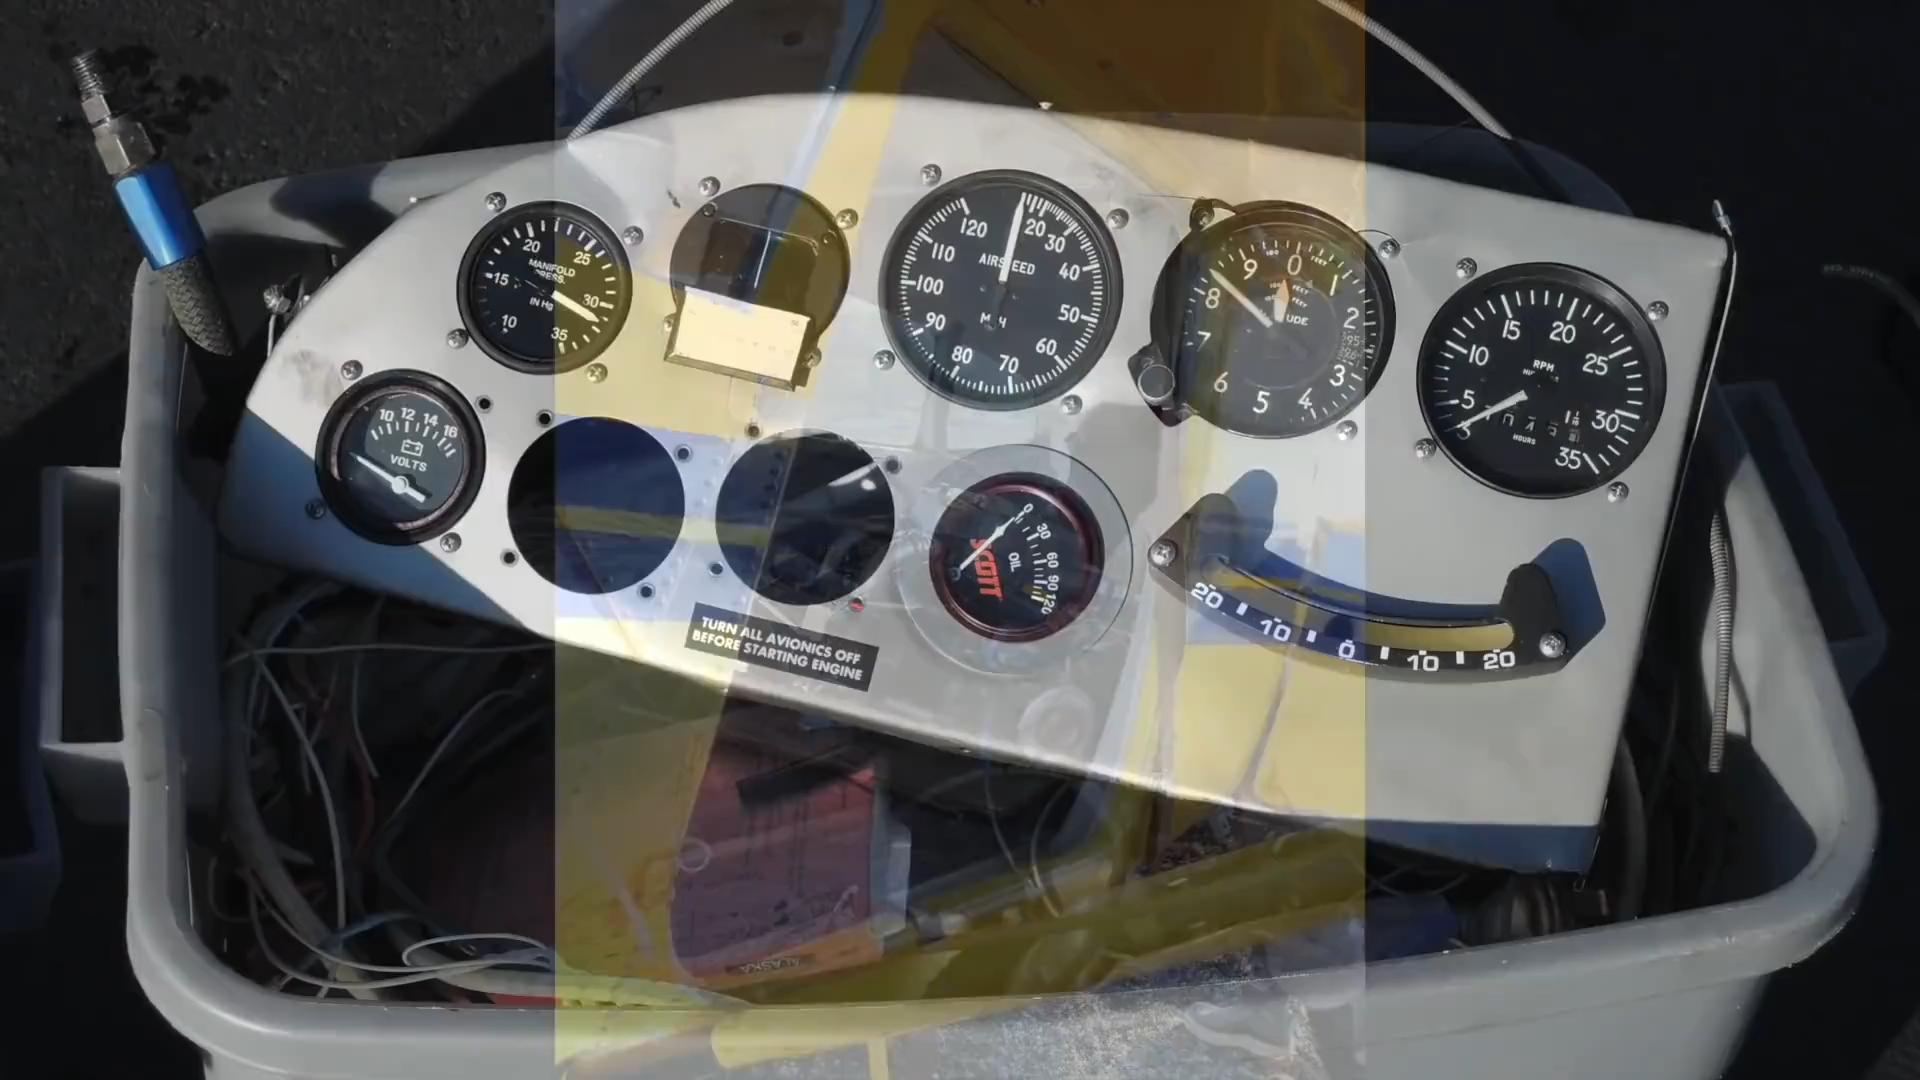 20
25
MANIFOLD
PRESS.
15
30
IN Hg
10
35
10 12 14 16
VOLTS
120
20
30
110
AIRSPEED
40
100
50
MPH
90
60
80
70
9
0
1
8
100 FEET
2
7
3
6
5
4
15
20
10
25
RPM
5
30
HOURS
35
0
30
60
90
120
OIL
SCOTT
TURN ALL AVIONICS OFF
BEFORE STARTING ENGINE
20
10
0
10
20
ALASKA